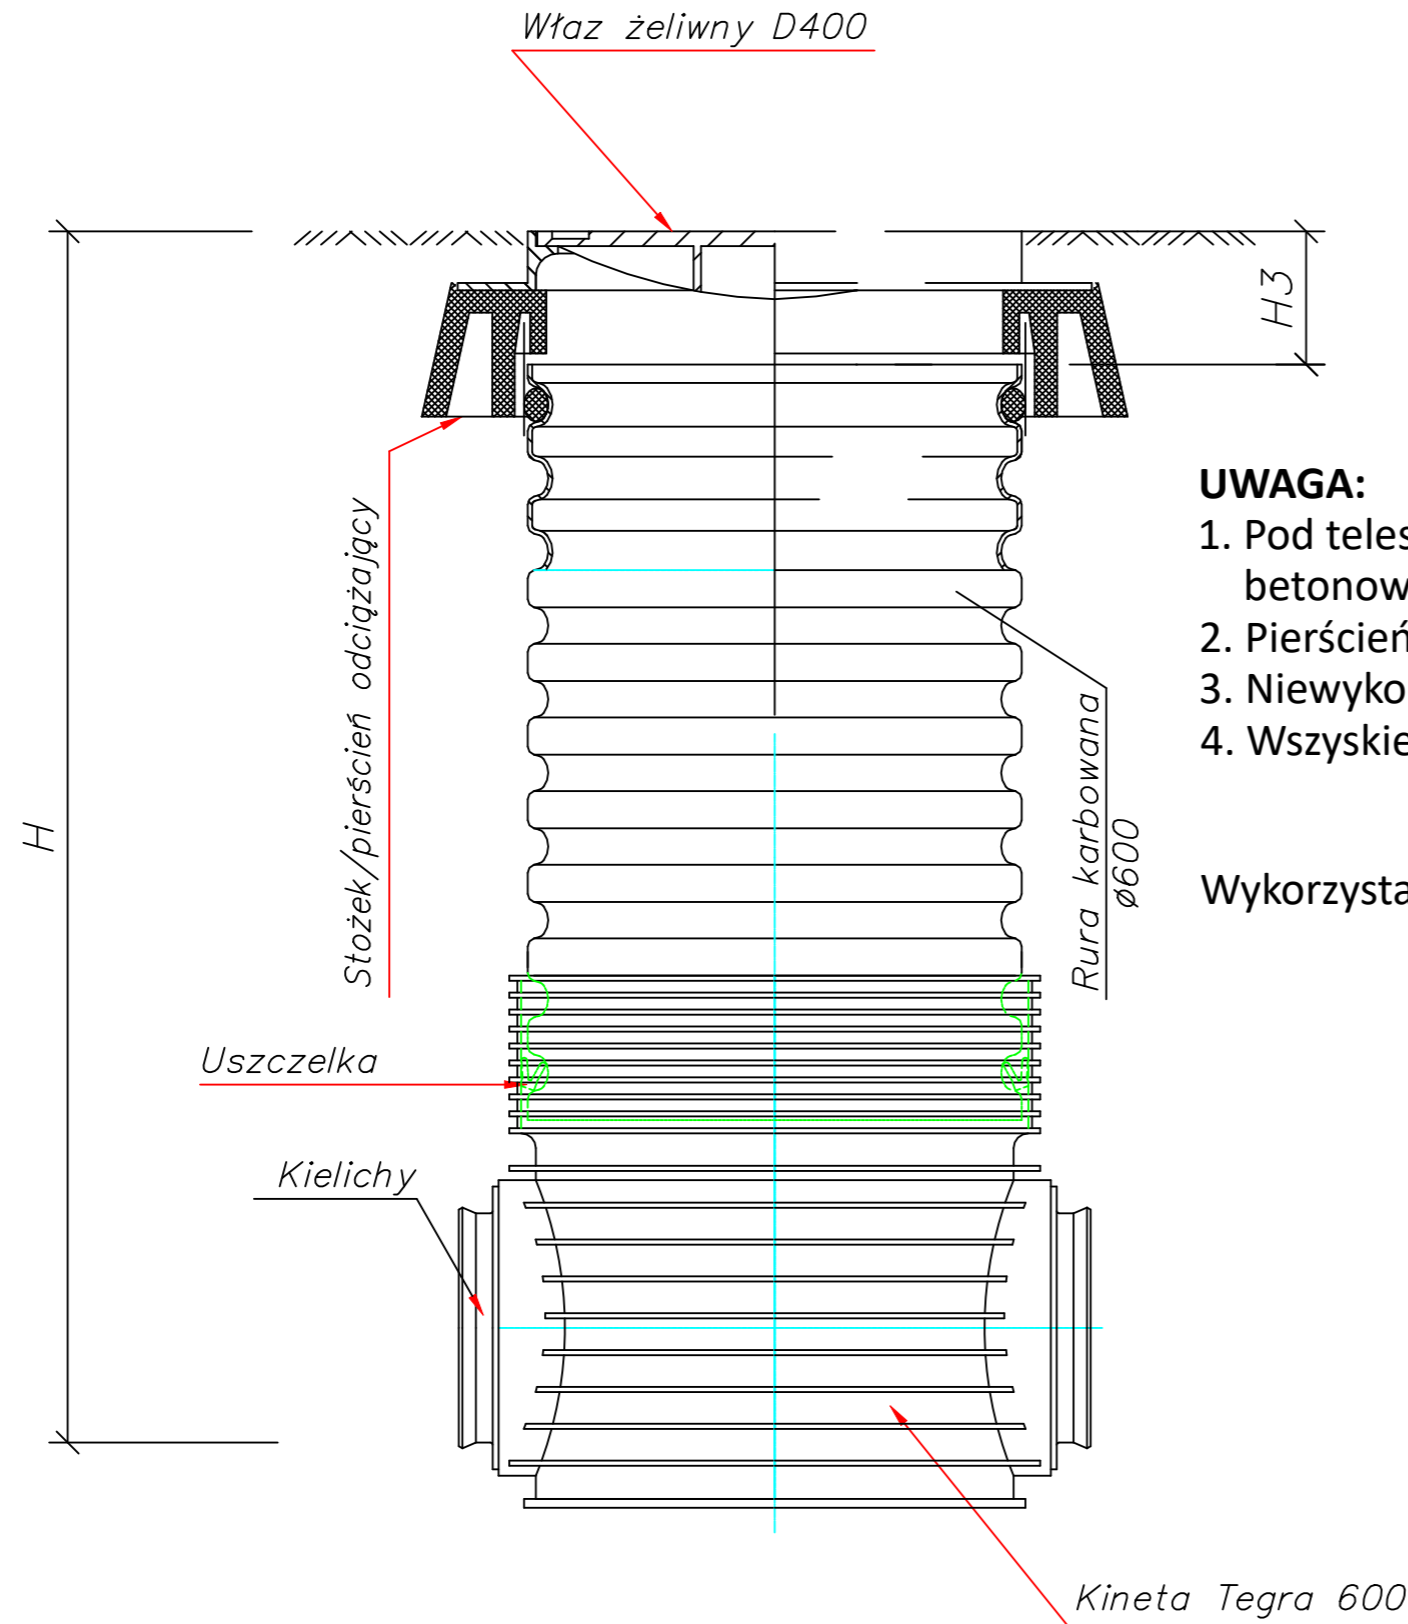 Właz żeliwny D400
H3
H
Stożek/pierścień odciążający
Rura karbowana
ø600
UWAGA:
1. Pod teles
betonow
2. Pierścień
3. Niewyko
4. Wszyskie
Wykorzysta
Uszczelka
Kielichy
Kineta Tegra 600